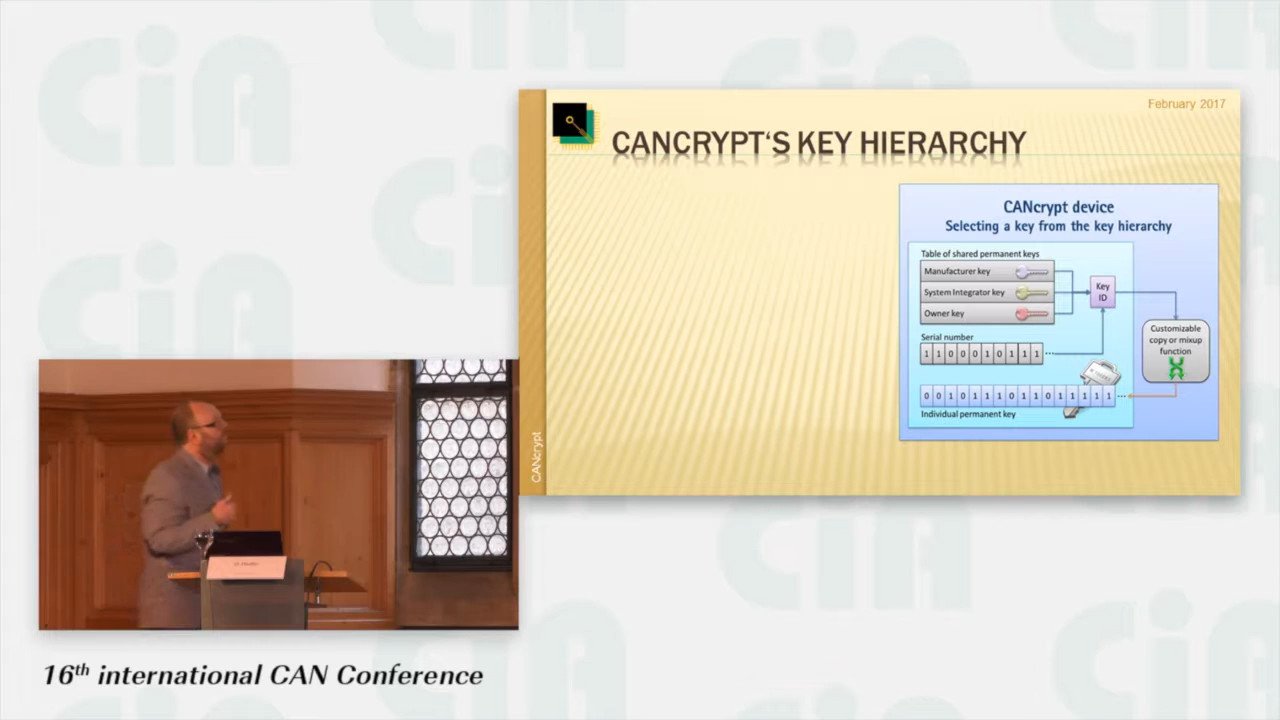 CiA
February 2017
CANCRYPT'S KEY HIERARCHY
CANcrypt device
Selecting a key from the key hierarchy
Table of shared permanent keys
Manufacturer key
System Integrator key
Owner key
Key
ID
Serial number
1 1 0 0 0 1 0 1 1 1 ...
Customizable
copy or mixup
function
0 0 1 0 1 1 1 0 1 1 0 1 1 1 1 1 ...
Individual permanent key
CANcrypt
16th international CAN Conference